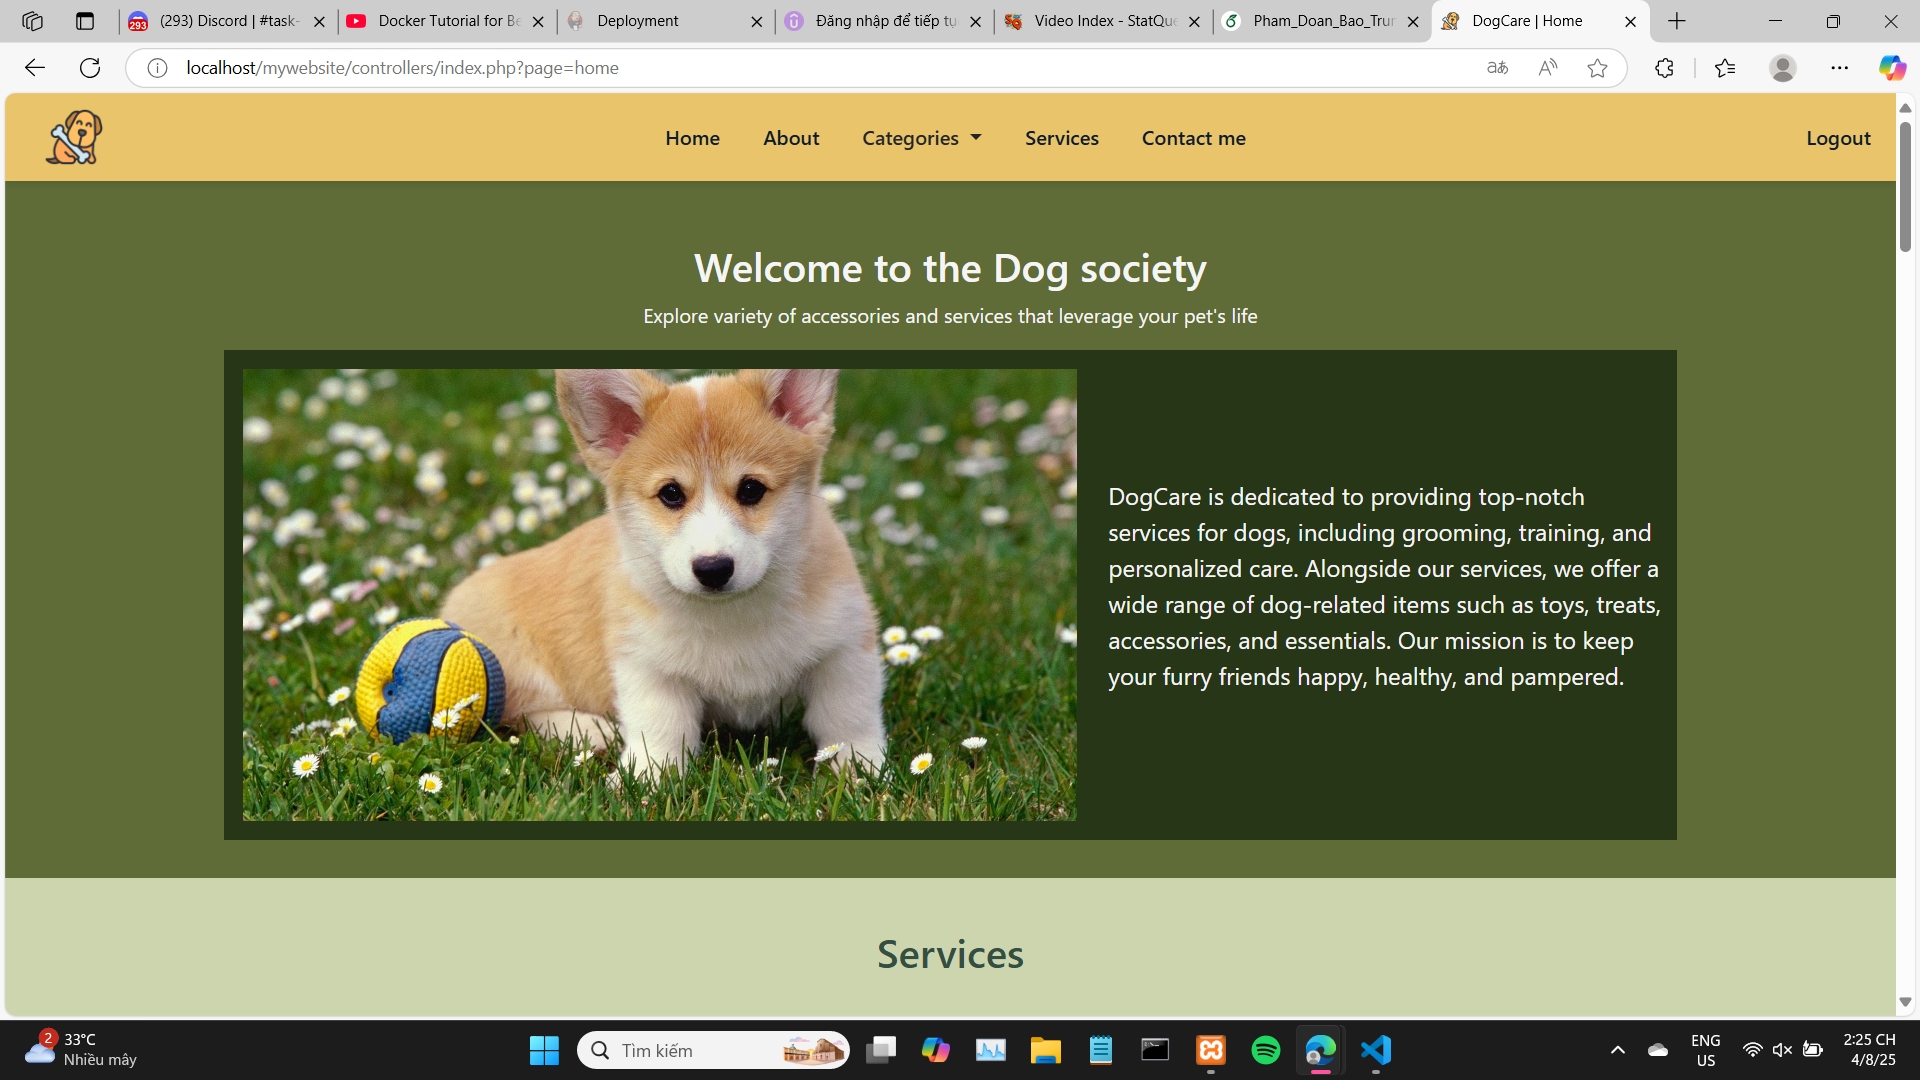 (293) Discord | #task-
Docker Tutorial for Be
Deployment
Đăng nhập để tiếp tụ
Video Index - StatQue
Pham_Doan_Bao_Trun
DogCare | Home
localhost/mywebsite/controllers/index.php?page=home
Home
About
Categories
Services
Contact me
Logout
Welcome to the Dog society
Explore variety of accessories and services that leverage your pet's life
DogCare is dedicated to providing top-notch
services for dogs, including grooming, training, and
personalized care. Alongside our services, we offer a
wide range of dog-related items such as toys, treats,
accessories, and essentials. Our mission is to keep
your furry friends happy, healthy, and pampered.
Services
2
33°C
Nhiều mây
Tìm kiếm
ENG
US
2:25 CH
4/8/25